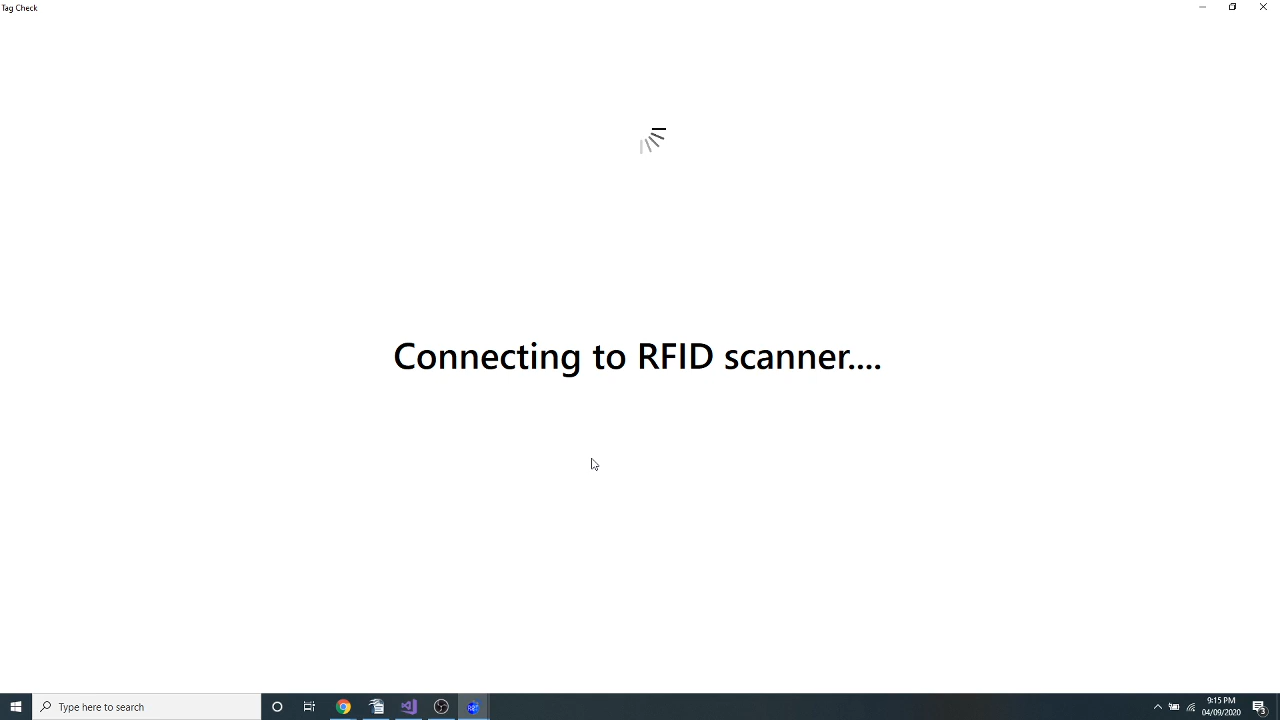 Tag Check
Connecting to RFID scanner....
Type here to search
9:15 PM
04/09/2020